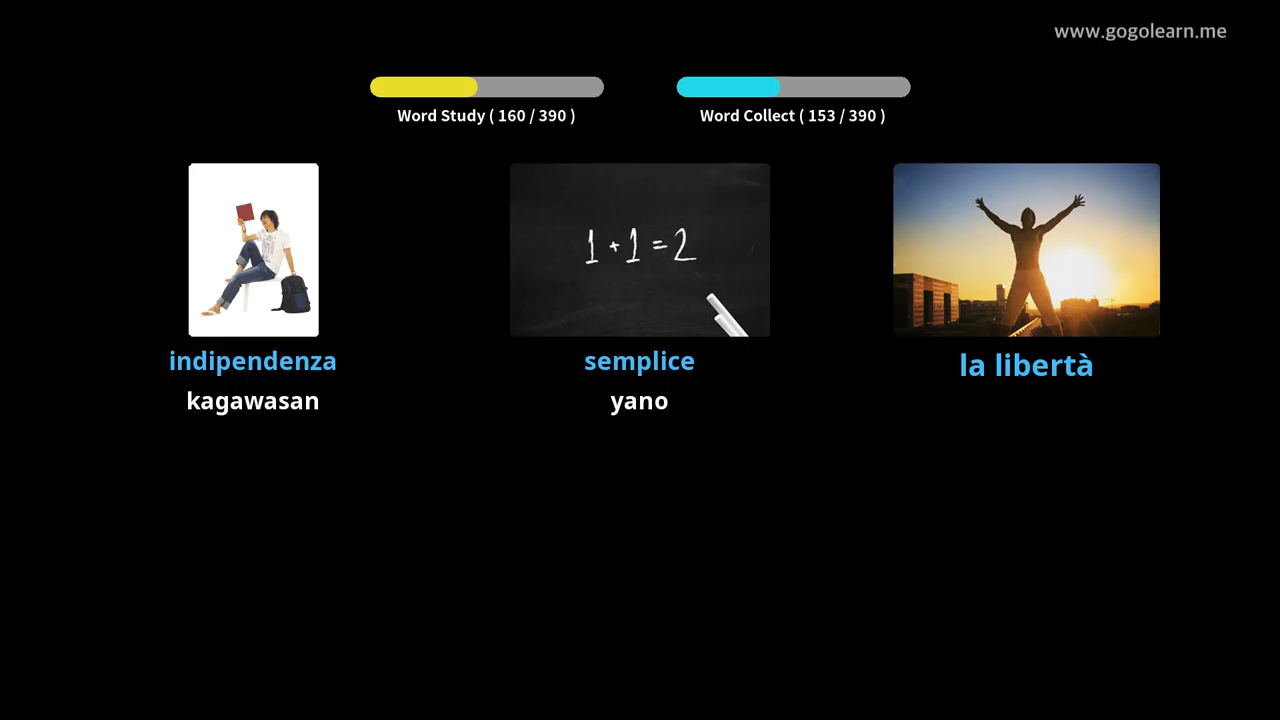 www.gogolearn.me
Word Study ( 160 / 390 )
Word Collect ( 153 / 390 )
1 + 1 = 2
indipendenza
semplice
la libertà
kagawasan
yano